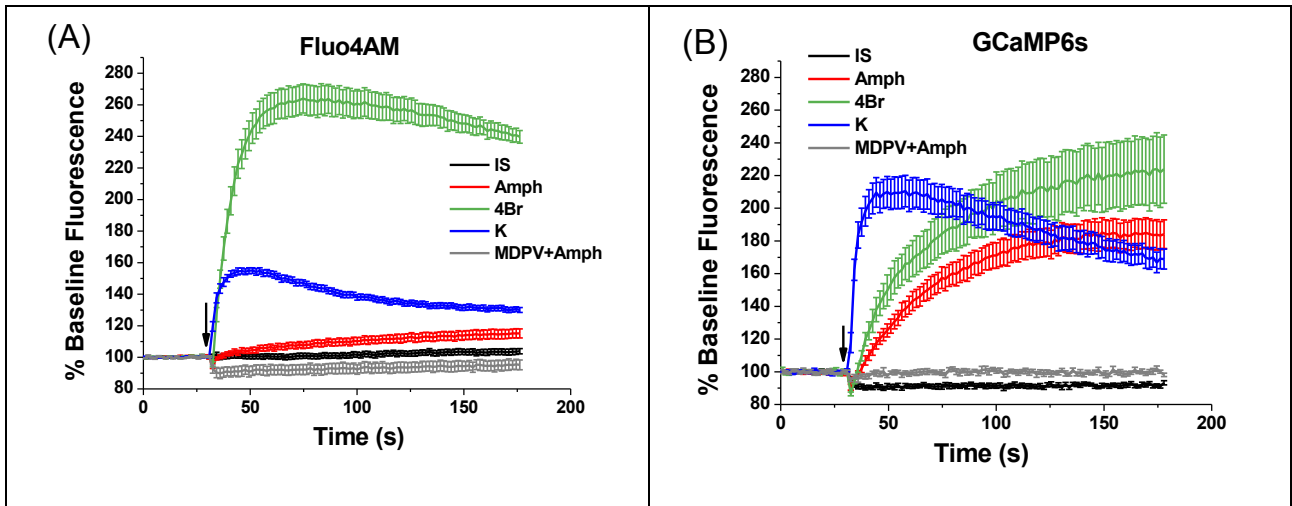 (A)
Fluo4AM
% Baseline Fluorescence
280
260
240
220
200
180
160
140
120
100
80
IS
Amph
4Br
K
MDPV+Amph
0
50
100
150
200
Time (s)
(B)
GCaMP6s
% Baseline Fluorescence
IS
Amph
4Br
K
MDPV+Amph
280
260
240
220
200
180
160
140
120
100
80
0
50
100
150
200
Time (s)